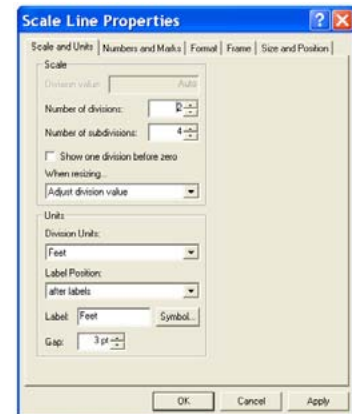 Scale Line Properties
Scale and Units Numbers and Marks Format Frame Size and Position
Scale
Division value: Auto
Number of divisions: 2
Number of subdivisions: 4
Show one division before zero
When resizing...
Adjust division value
Units
Division Units:
Feet
Label Position:
after labels
Label: Feet Symbol...
Gap: 3 pt
OK Cancel Apply